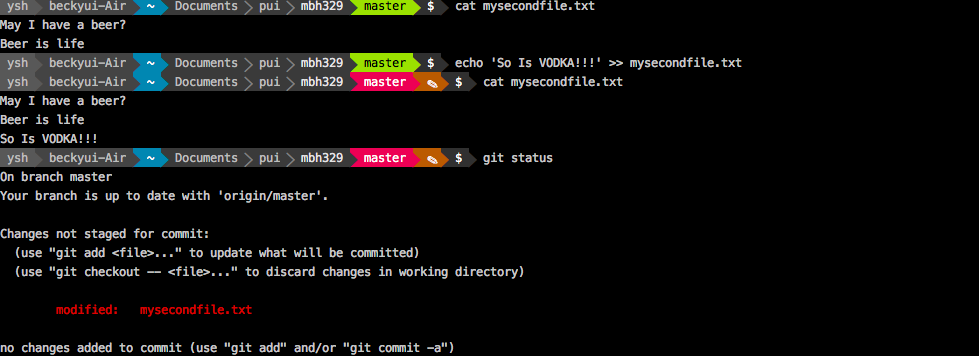 ysh beckyui-Air ~ Documents pui mbh329 master $ cat mysecondfile.txt
May I have a beer?
Beer is life
ysh beckyui-Air ~ Documents pui mbh329 master $ echo 'So Is VODKA!!!' >> mysecondfile.txt
ysh beckyui-Air ~ Documents pui mbh329 master ✎ $ cat mysecondfile.txt
May I have a beer?
Beer is life
So Is VODKA!!!
ysh beckyui-Air ~ Documents pui mbh329 master ✎ $ git status
On branch master
Your branch is up to date with 'origin/master'.
Changes not staged for commit:
(use "git add <file>..." to update what will be committed)
(use "git checkout -- <file>..." to discard changes in working directory)
modified: mysecondfile.txt
no changes added to commit (use "git add" and/or "git commit -a")